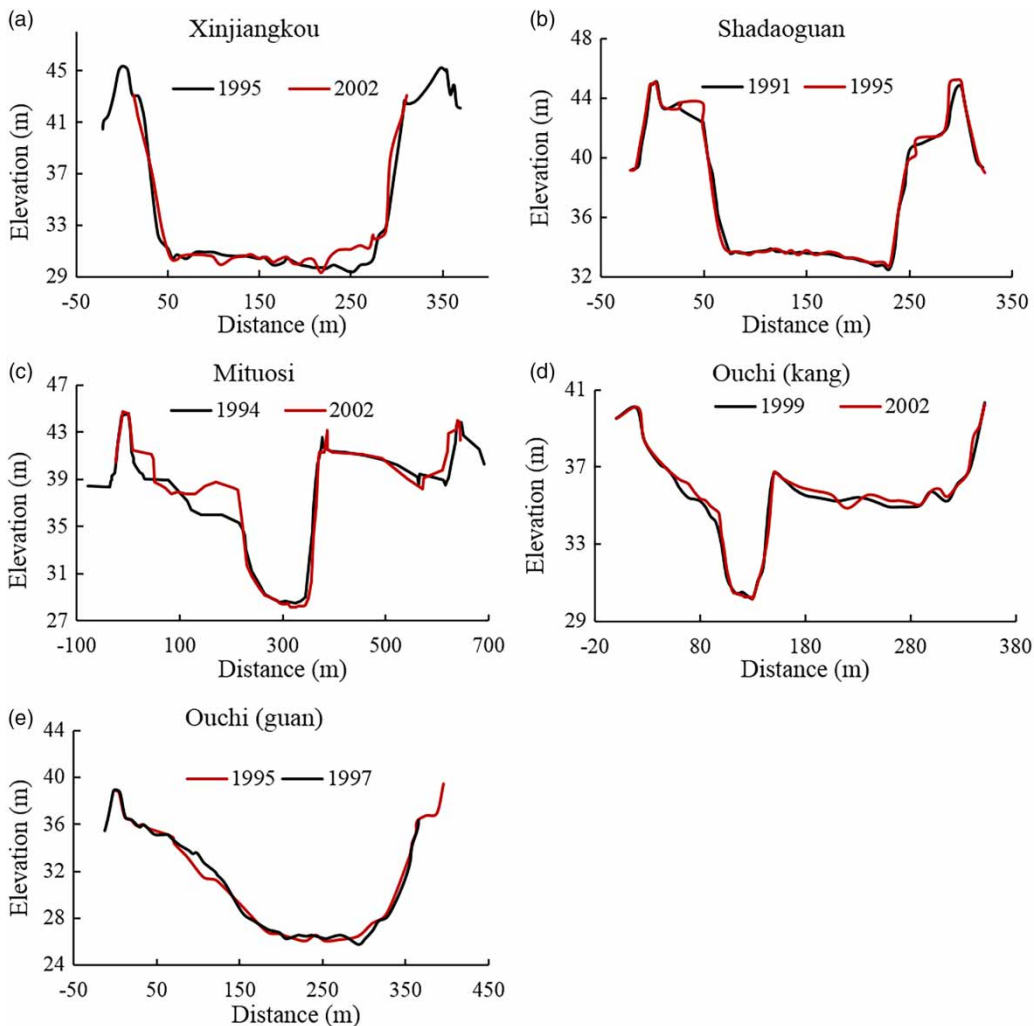 (a)
Xinjiangkou
1995 2002
Elevation (m)
45
41
37
33
29
-50 50 150 250 350
Distance (m)
(b)
Shadaoguan
1991 1995
Elevation (m)
48
44
40
36
32
-50 50 150 250 350
Distance (m)
(c)
Mituosi
1994 2002
Elevation (m)
47
43
39
35
31
27
-100 100 300 500 700
Distance (m)
(d)
Ouchi (kang)
1999 2002
Elevation (m)
41
37
33
29
-20 80 180 280 380
Distance (m)
(e)
Ouchi (guan)
1995 1997
Elevation (m)
44
40
36
32
28
24
-50 50 150 250 350 450
Distance (m)